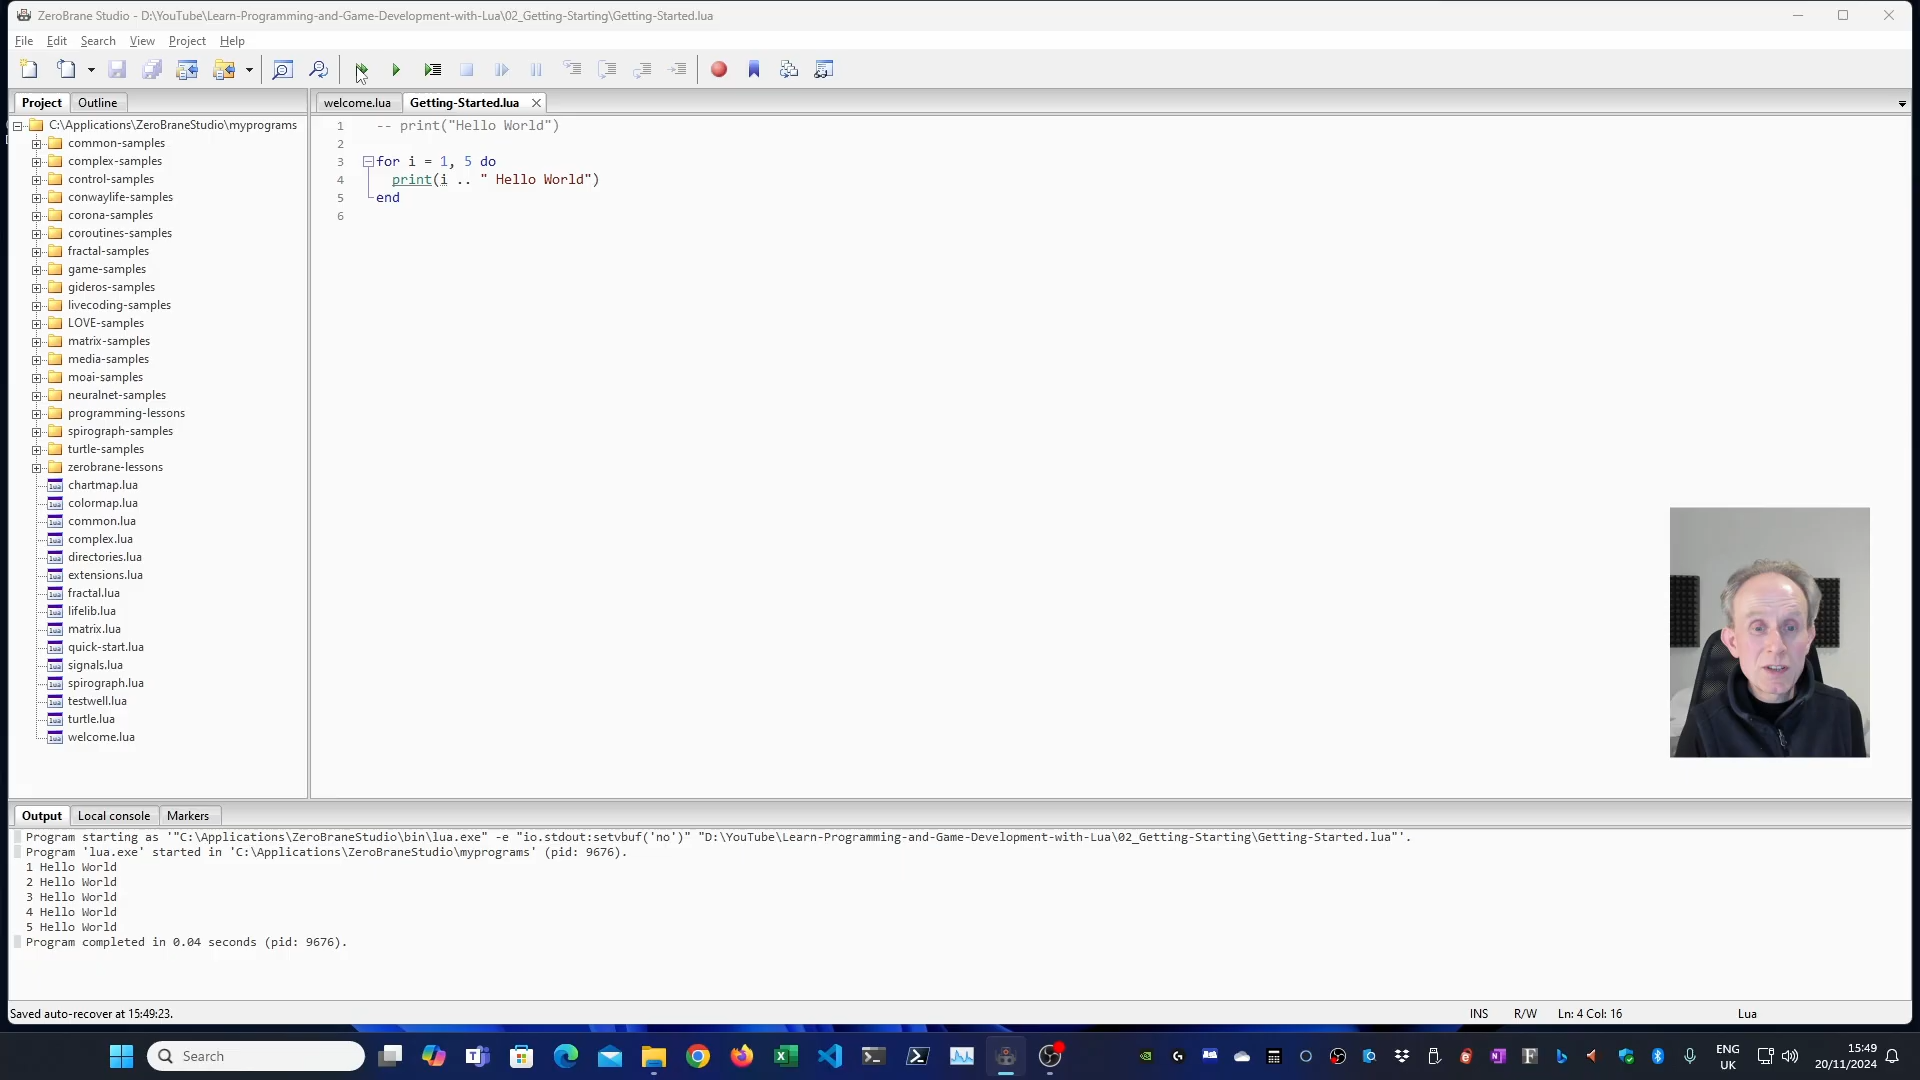 ZeroBrane Studio - D:\YouTube\Learn-Programming-and-Game-Development-with-Lua\02_Getting-Starting\Getting-Started.lua
File Edit Search View Project Help
Project Outline
welcome.lua Getting-Started.lua
C:\Applications\ZeroBraneStudio\myprograms
common-samples
complex-samples
control-samples
conwaylife-samples
corona-samples
coroutines-samples
fractal-samples
game-samples
gideros-samples
livecoding-samples
LOVE-samples
matrix-samples
media-samples
moai-samples
neuralnet-samples
programming-lessons
spirograph-samples
turtle-samples
zerobrane-lessons
chartmap.lua
colormap.lua
common.lua
complex.lua
directories.lua
extensions.lua
fractal.lua
lifelib.lua
matrix.lua
quick-start.lua
signals.lua
spirograph.lua
testwell.lua
turtle.lua
welcome.lua
1 -- print("Hello World")
2
3 for i = 1, 5 do
4 print(i .. " Hello World")
5 end
6
Output Local console Markers
Program starting as '"C:\Applications\ZeroBraneStudio\bin\lua.exe" -e "io.stdout:setvbuf('no')" "D:\YouTube\Learn-Programming-and-Game-Development-with-Lua\02_Getting-Starting\Getting-Started.lua"'.
Program 'lua.exe' started in 'C:\Applications\ZeroBraneStudio\myprograms' (pid: 9676).
1 Hello World
2 Hello World
3 Hello World
4 Hello World
5 Hello World
Program completed in 0.04 seconds (pid: 9676).
Saved auto-recover at 15:49:23.
INS R/W Ln: 4 Col: 16 Lua
Search
ENG
UK
15:49
20/11/2024